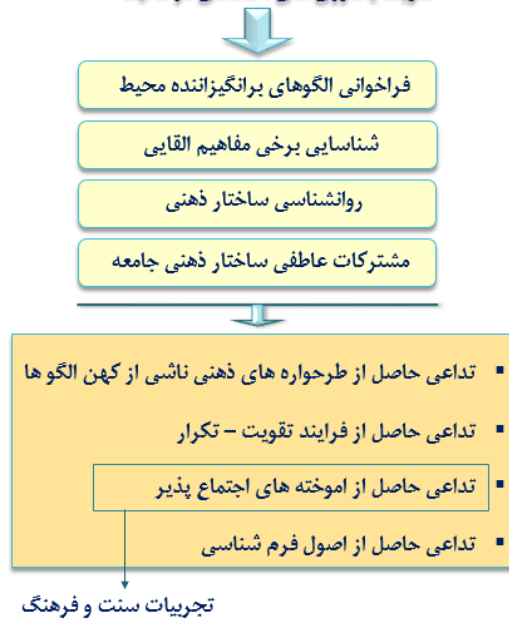 فراخوانی الگوهای برانگیزاننده محیط
شناسایی برخی مفاهیم القایی
روانشناسی ساختار ذهنی
مشترکات عاطفی ساختار ذهنی جامعه
▪ تداعی حاصل از طرحواره های ذهنی ناشی از کهن الگو ها
▪ تداعی حاصل از فرایند تقویت – تکرار
▪ تداعی حاصل از اموخته های اجتماع پذیر
▪ تداعی حاصل از اصول فرم شناسی
تجربیات سنت و فرهنگ